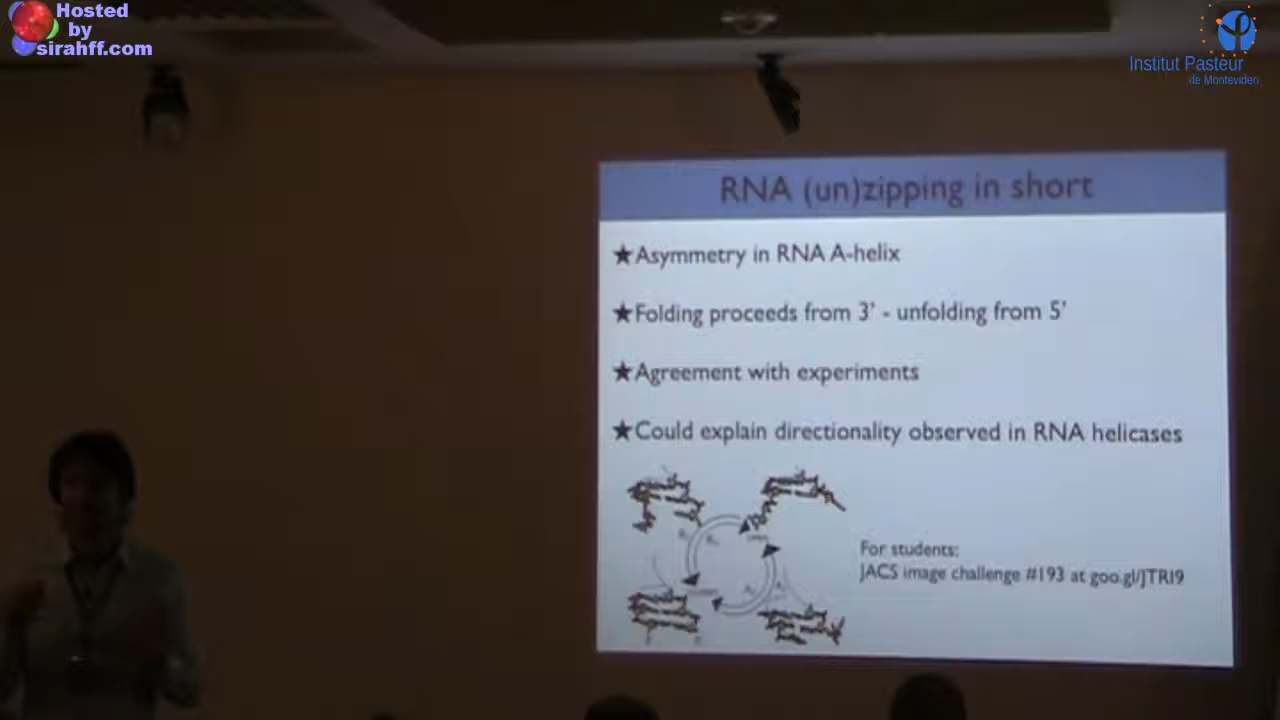 Hosted
by
sirahff.com
Institut Pasteur
de Montevideo
RNA (un)zipping in short
★Asymmetry in RNA A-helix
★Folding proceeds from 3' - unfolding from 5'
★Agreement with experiments
★Could explain directionality observed in RNA helicases
For students:
JACS image challenge #193 at goo.gl/JTRI9